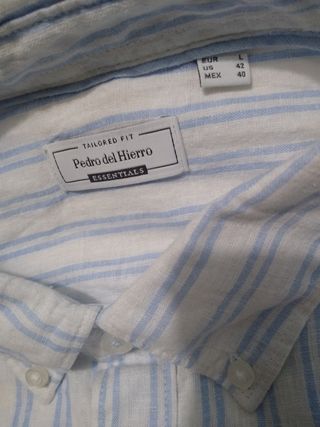 EUR L
US 42
MEX 40
TAILORED FIT
Pedro del Hierro
ESSENTIALS